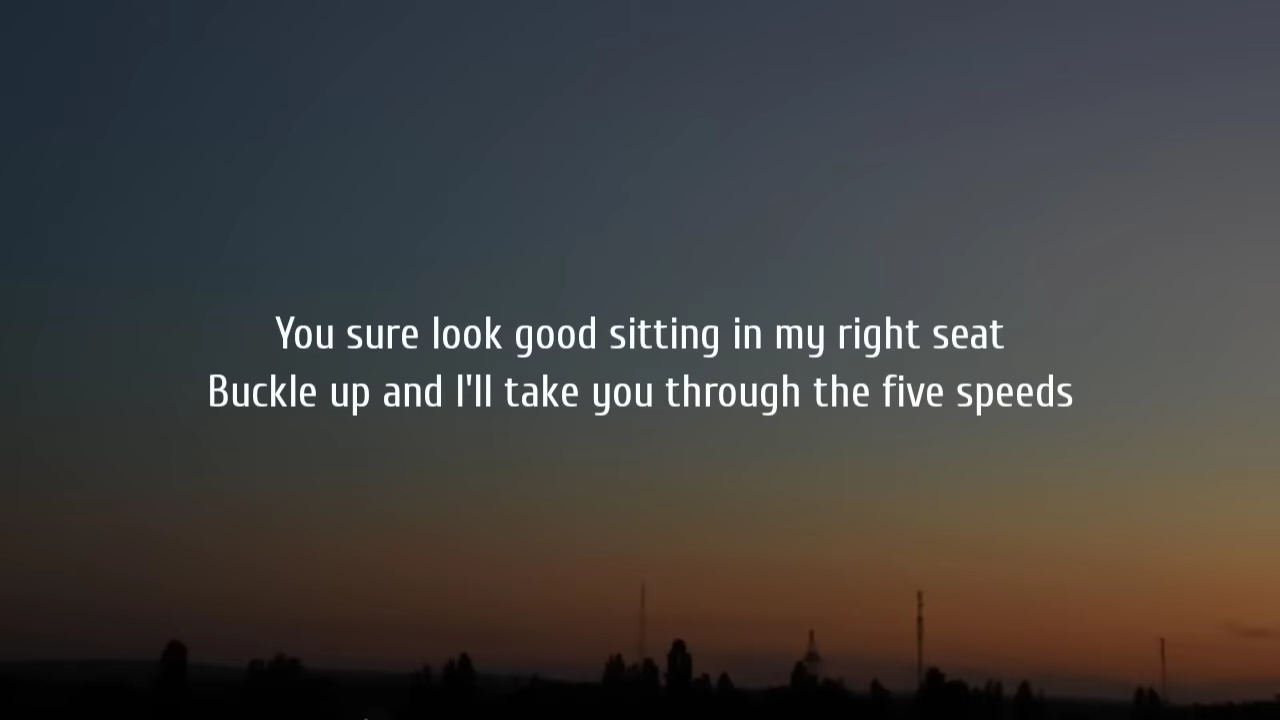 You sure look good sitting in my right seat
Buckle up and I'll take you through the five speeds